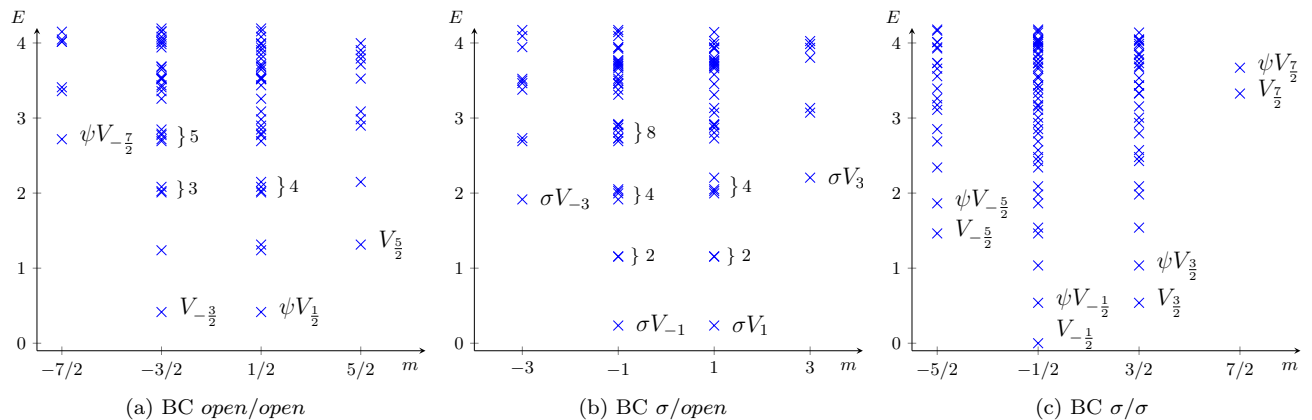 E
4
3
2
1
0
ψV_{-7/2}
} 5
} 3
} 4
V_{5/2}
V_{-3/2}
ψV_{1/2}
−7/2 −3/2 1/2 5/2 m
(a) BC open/open
E
4
3
2
1
0
} 8
} 4
} 4
σV_{−3}
σV_3
} 2
} 2
σV_{−1}
σV_1
−3 −1 1 3 m
(b) BC σ/open
E
4
3
2
1
0
ψV_{7/2}
V_{7/2}
ψV_{-5/2}
V_{-5/2}
ψV_{3/2}
ψV_{-1/2}
V_{3/2}
V_{-1/2}
−5/2 −1/2 3/2 7/2 m
(c) BC σ/σ